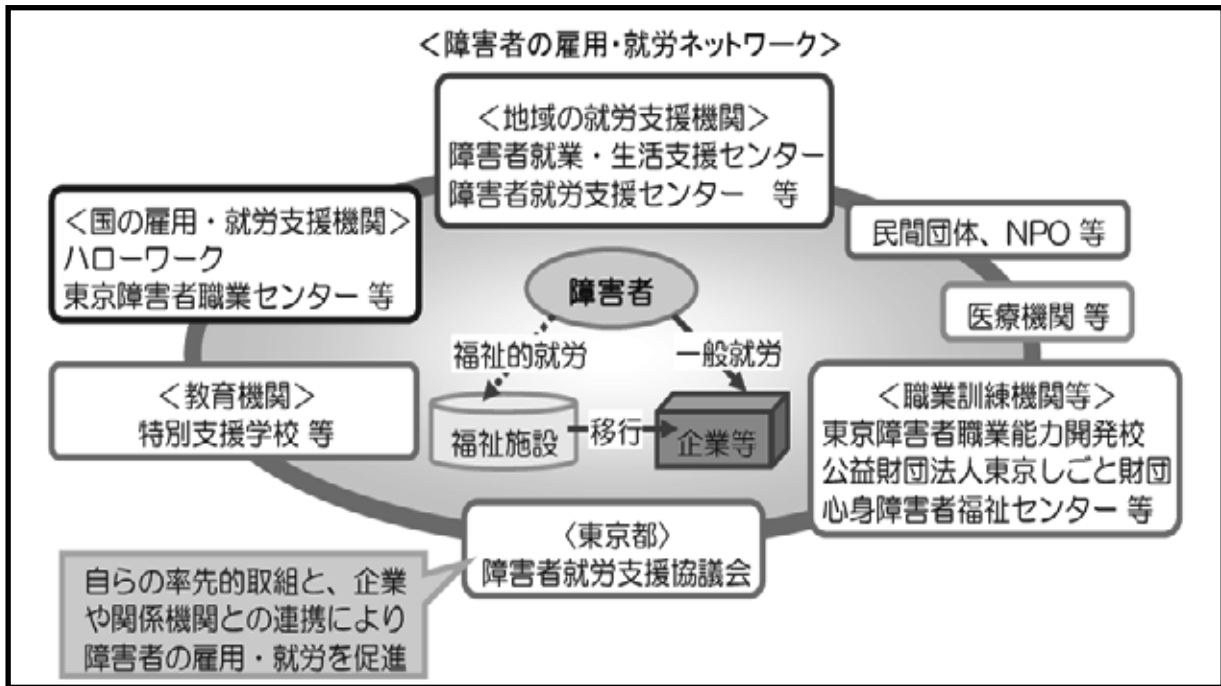 ＜障害者の雇用・就労ネットワーク＞
＜地域の就労支援機関＞
障害者就業・生活支援センター
障害者就労支援センター　等
＜国の雇用・就労支援機関＞
ハローワーク
東京障害者職業センター 等
民間団体、NPO 等
医療機関 等
障害者
福祉的就労
一般就労
福祉施設
移行
企業等
＜教育機関＞
特別支援学校 等
＜職業訓練機関等＞
東京障害者職業能力開発校
公益財団法人東京しごと財団
心身障害者福祉センター 等
〈東京都〉
障害者就労支援協議会
自らの率先的取組と、企業
や関係機関との連携により
障害者の雇用・就労を促進